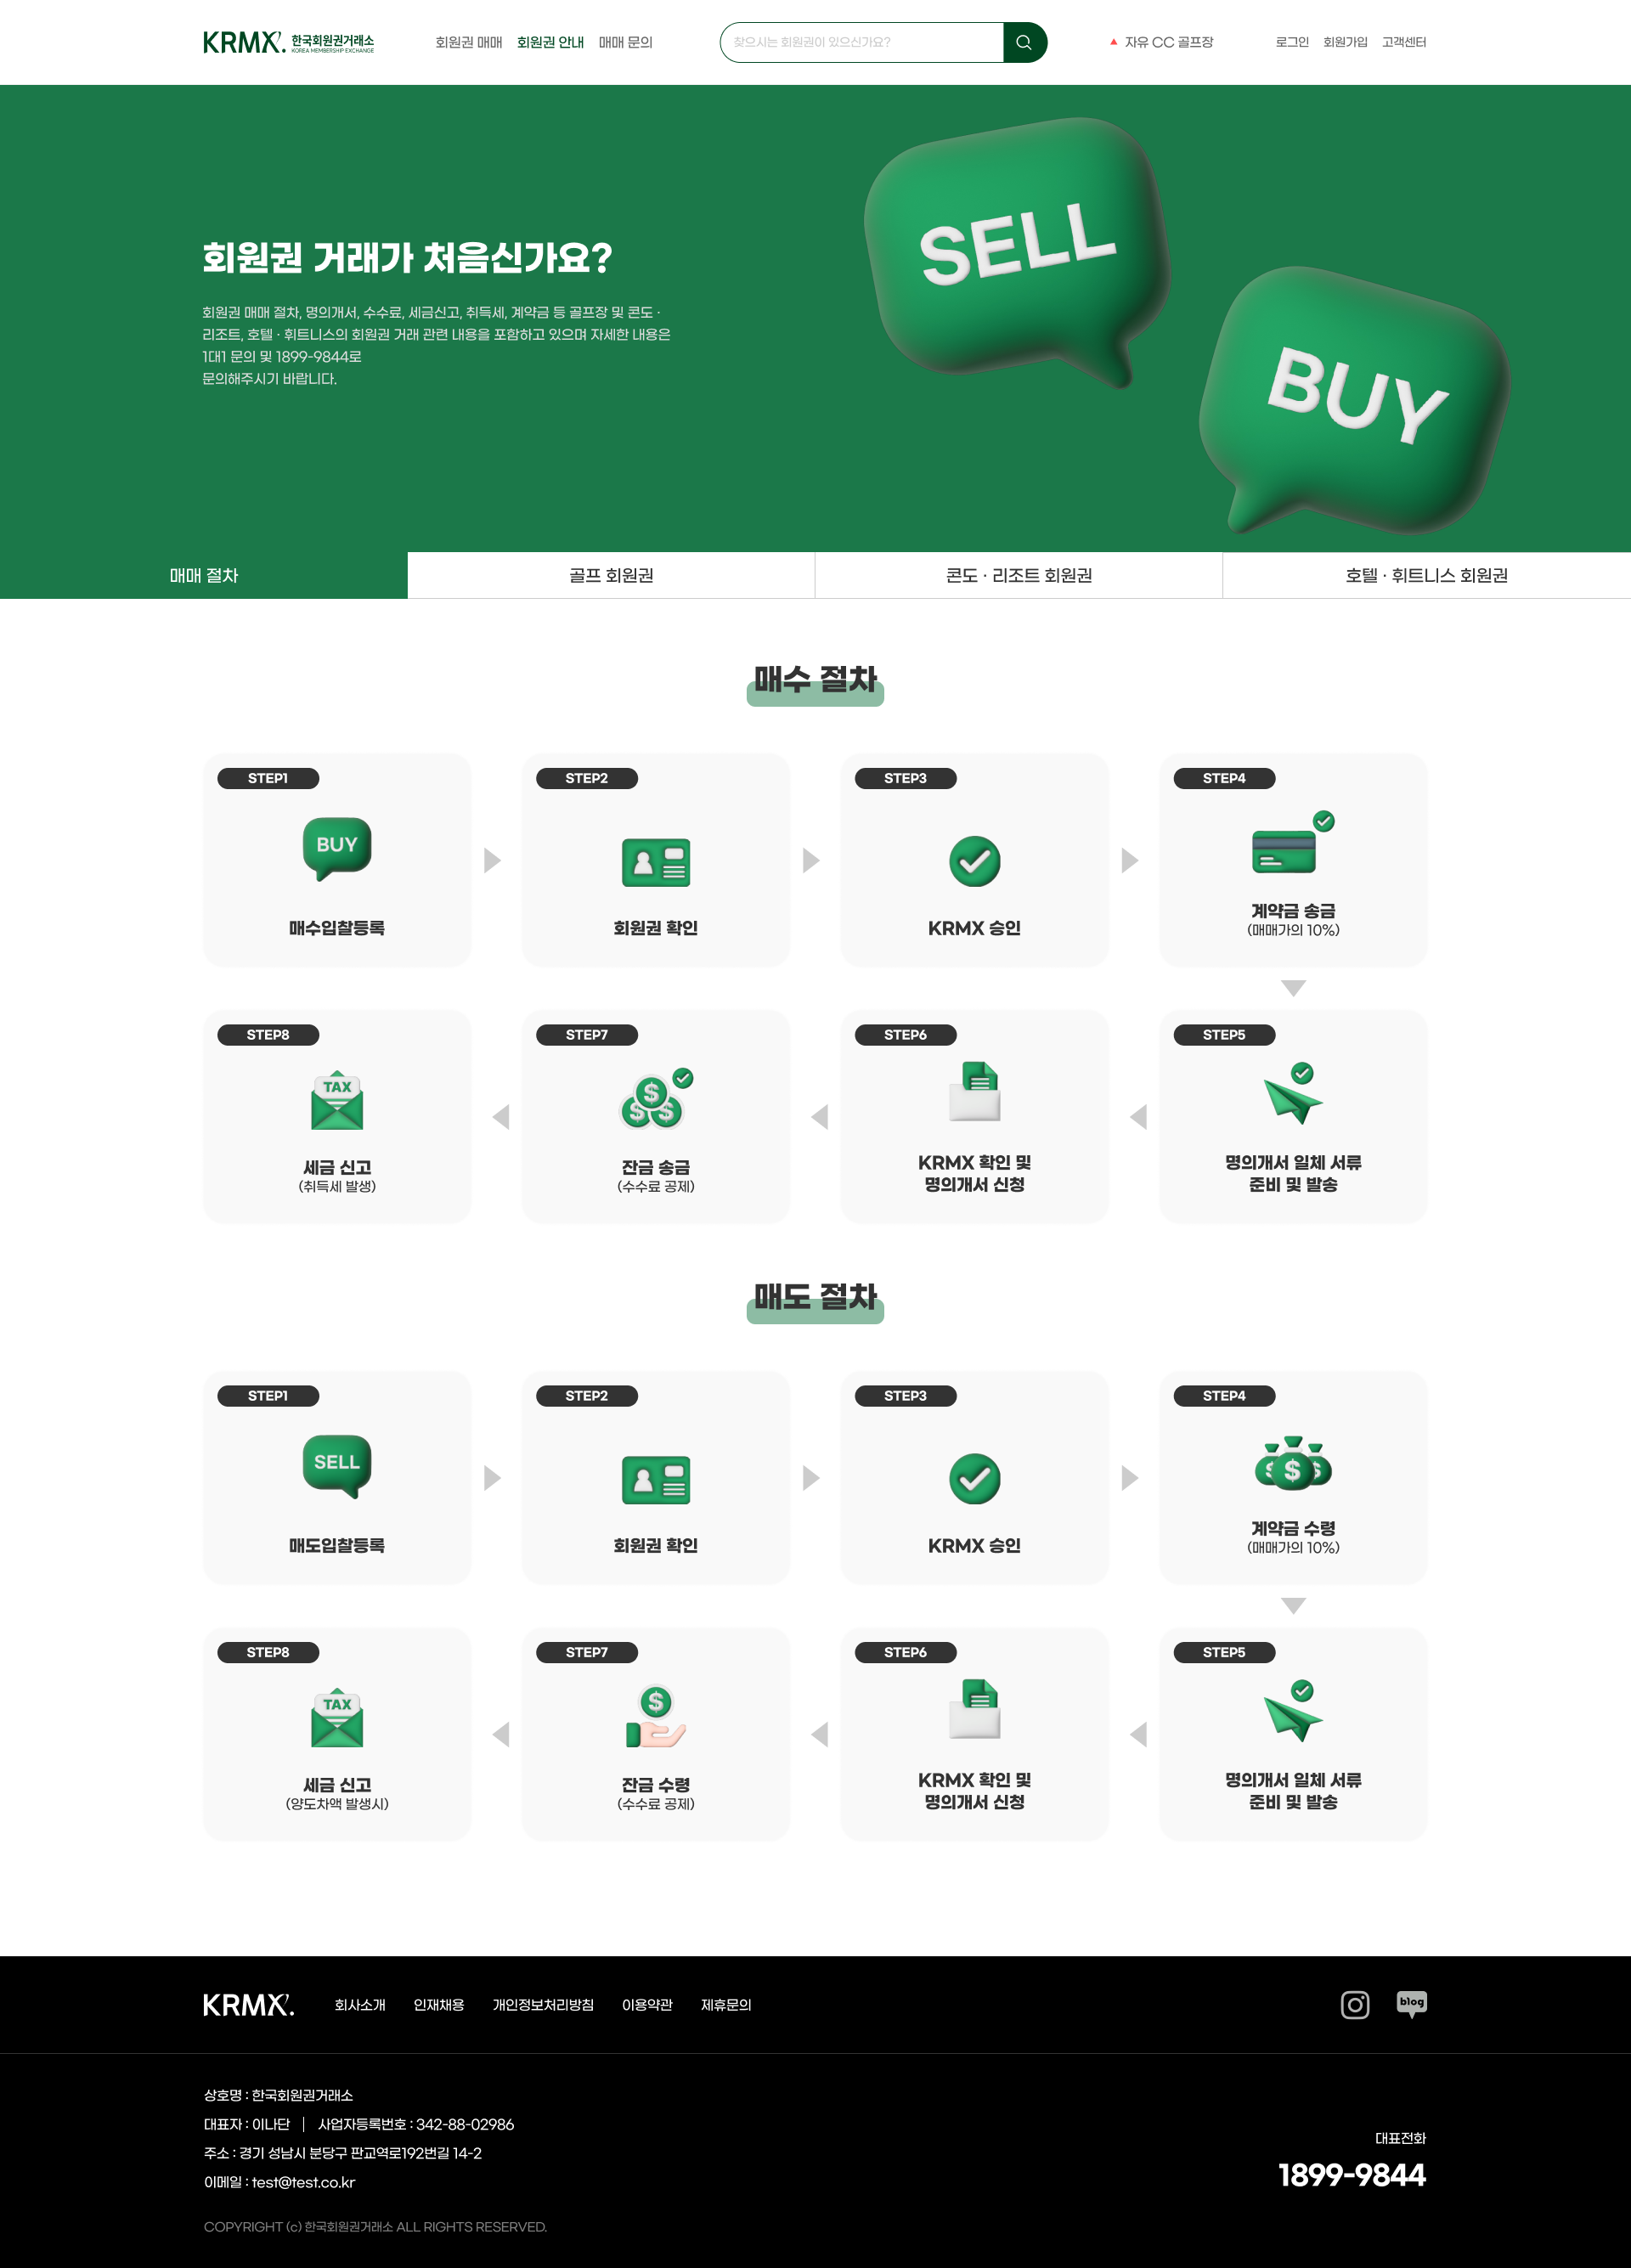 KRMX. 한국회원권거래소
KOREA MEMBERSHIP EXCHANGE
회원권 매매 회원권 안내 매매 문의
찾으시는 회원권이 있으신가요?
자유 CC 골프장
로그인 회원가입 고객센터
회원권 거래가 처음신가요?
회원권 매매 절차, 명의개서, 수수료, 세금신고, 취득세, 계약금 등 골프장 및 콘도 ·
리조트, 호텔 · 휘트니스의 회원권 거래 관련 내용을 포함하고 있으며 자세한 내용은
1대1 문의 및 1899-9844로
문의해주시기 바랍니다.
SELL
BUY
매매 절차
골프 회원권
콘도 · 리조트 회원권
호텔 · 휘트니스 회원권
매수 절차
STEP1
BUY
매수입찰등록
STEP2
회원권 확인
STEP3
KRMX 승인
STEP4
계약금 송금
(매매가의 10%)
STEP8
TAX
세금 신고
(취득세 발생)
STEP7
$ $ $
잔금 송금
(수수료 공제)
STEP6
KRMX 확인 및
명의개서 신청
STEP5
명의개서 일체 서류
준비 및 발송
매도 절차
STEP1
SELL
매도입찰등록
STEP2
회원권 확인
STEP3
KRMX 승인
STEP4
$ $ $
계약금 수령
(매매가의 10%)
STEP8
TAX
세금 신고
(양도차액 발생시)
STEP7
$
잔금 수령
(수수료 공제)
STEP6
KRMX 확인 및
명의개서 신청
STEP5
명의개서 일체 서류
준비 및 발송
KRMX.
회사소개 인재채용 개인정보처리방침 이용약관 제휴문의
blog
상호명 : 한국회원권거래소
대표자 : 이나단 | 사업자등록번호 : 342-88-02986
주소 : 경기 성남시 분당구 판교역로192번길 14-2
이메일 : test@test.co.kr
대표전화
1899-9844
COPYRIGHT (c) 한국회원권거래소 ALL RIGHTS RESERVED.